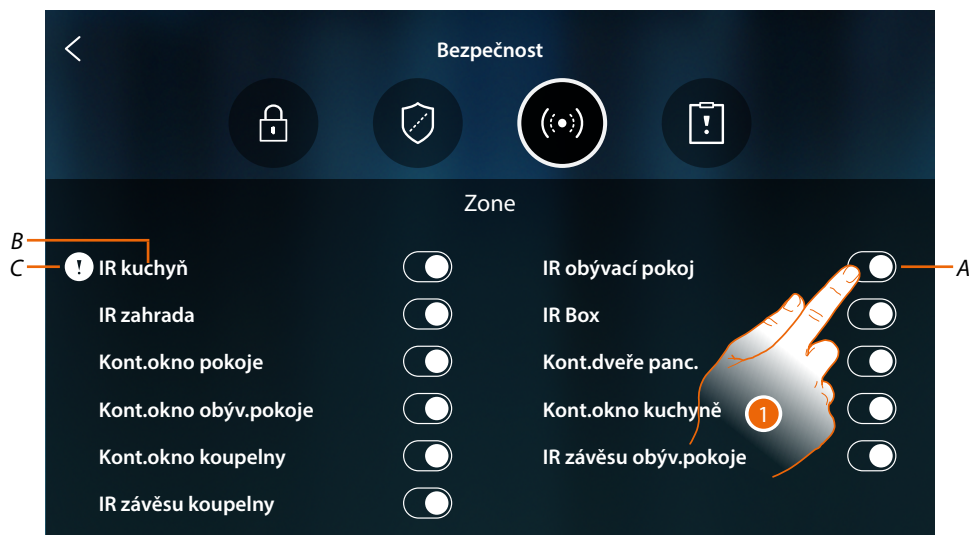 Bezpečnost
Zone
B
C
A
! IR kuchyň
IR zahrada
Kont.okno pokoje
Kont.okno obýv.pokoje
Kont.okno koupelny
IR závěsu koupelny
IR obývací pokoj
IR Box
Kont.dveře panc.
Kont.okno kuchyně
IR závěsu obýv.pokoje
1